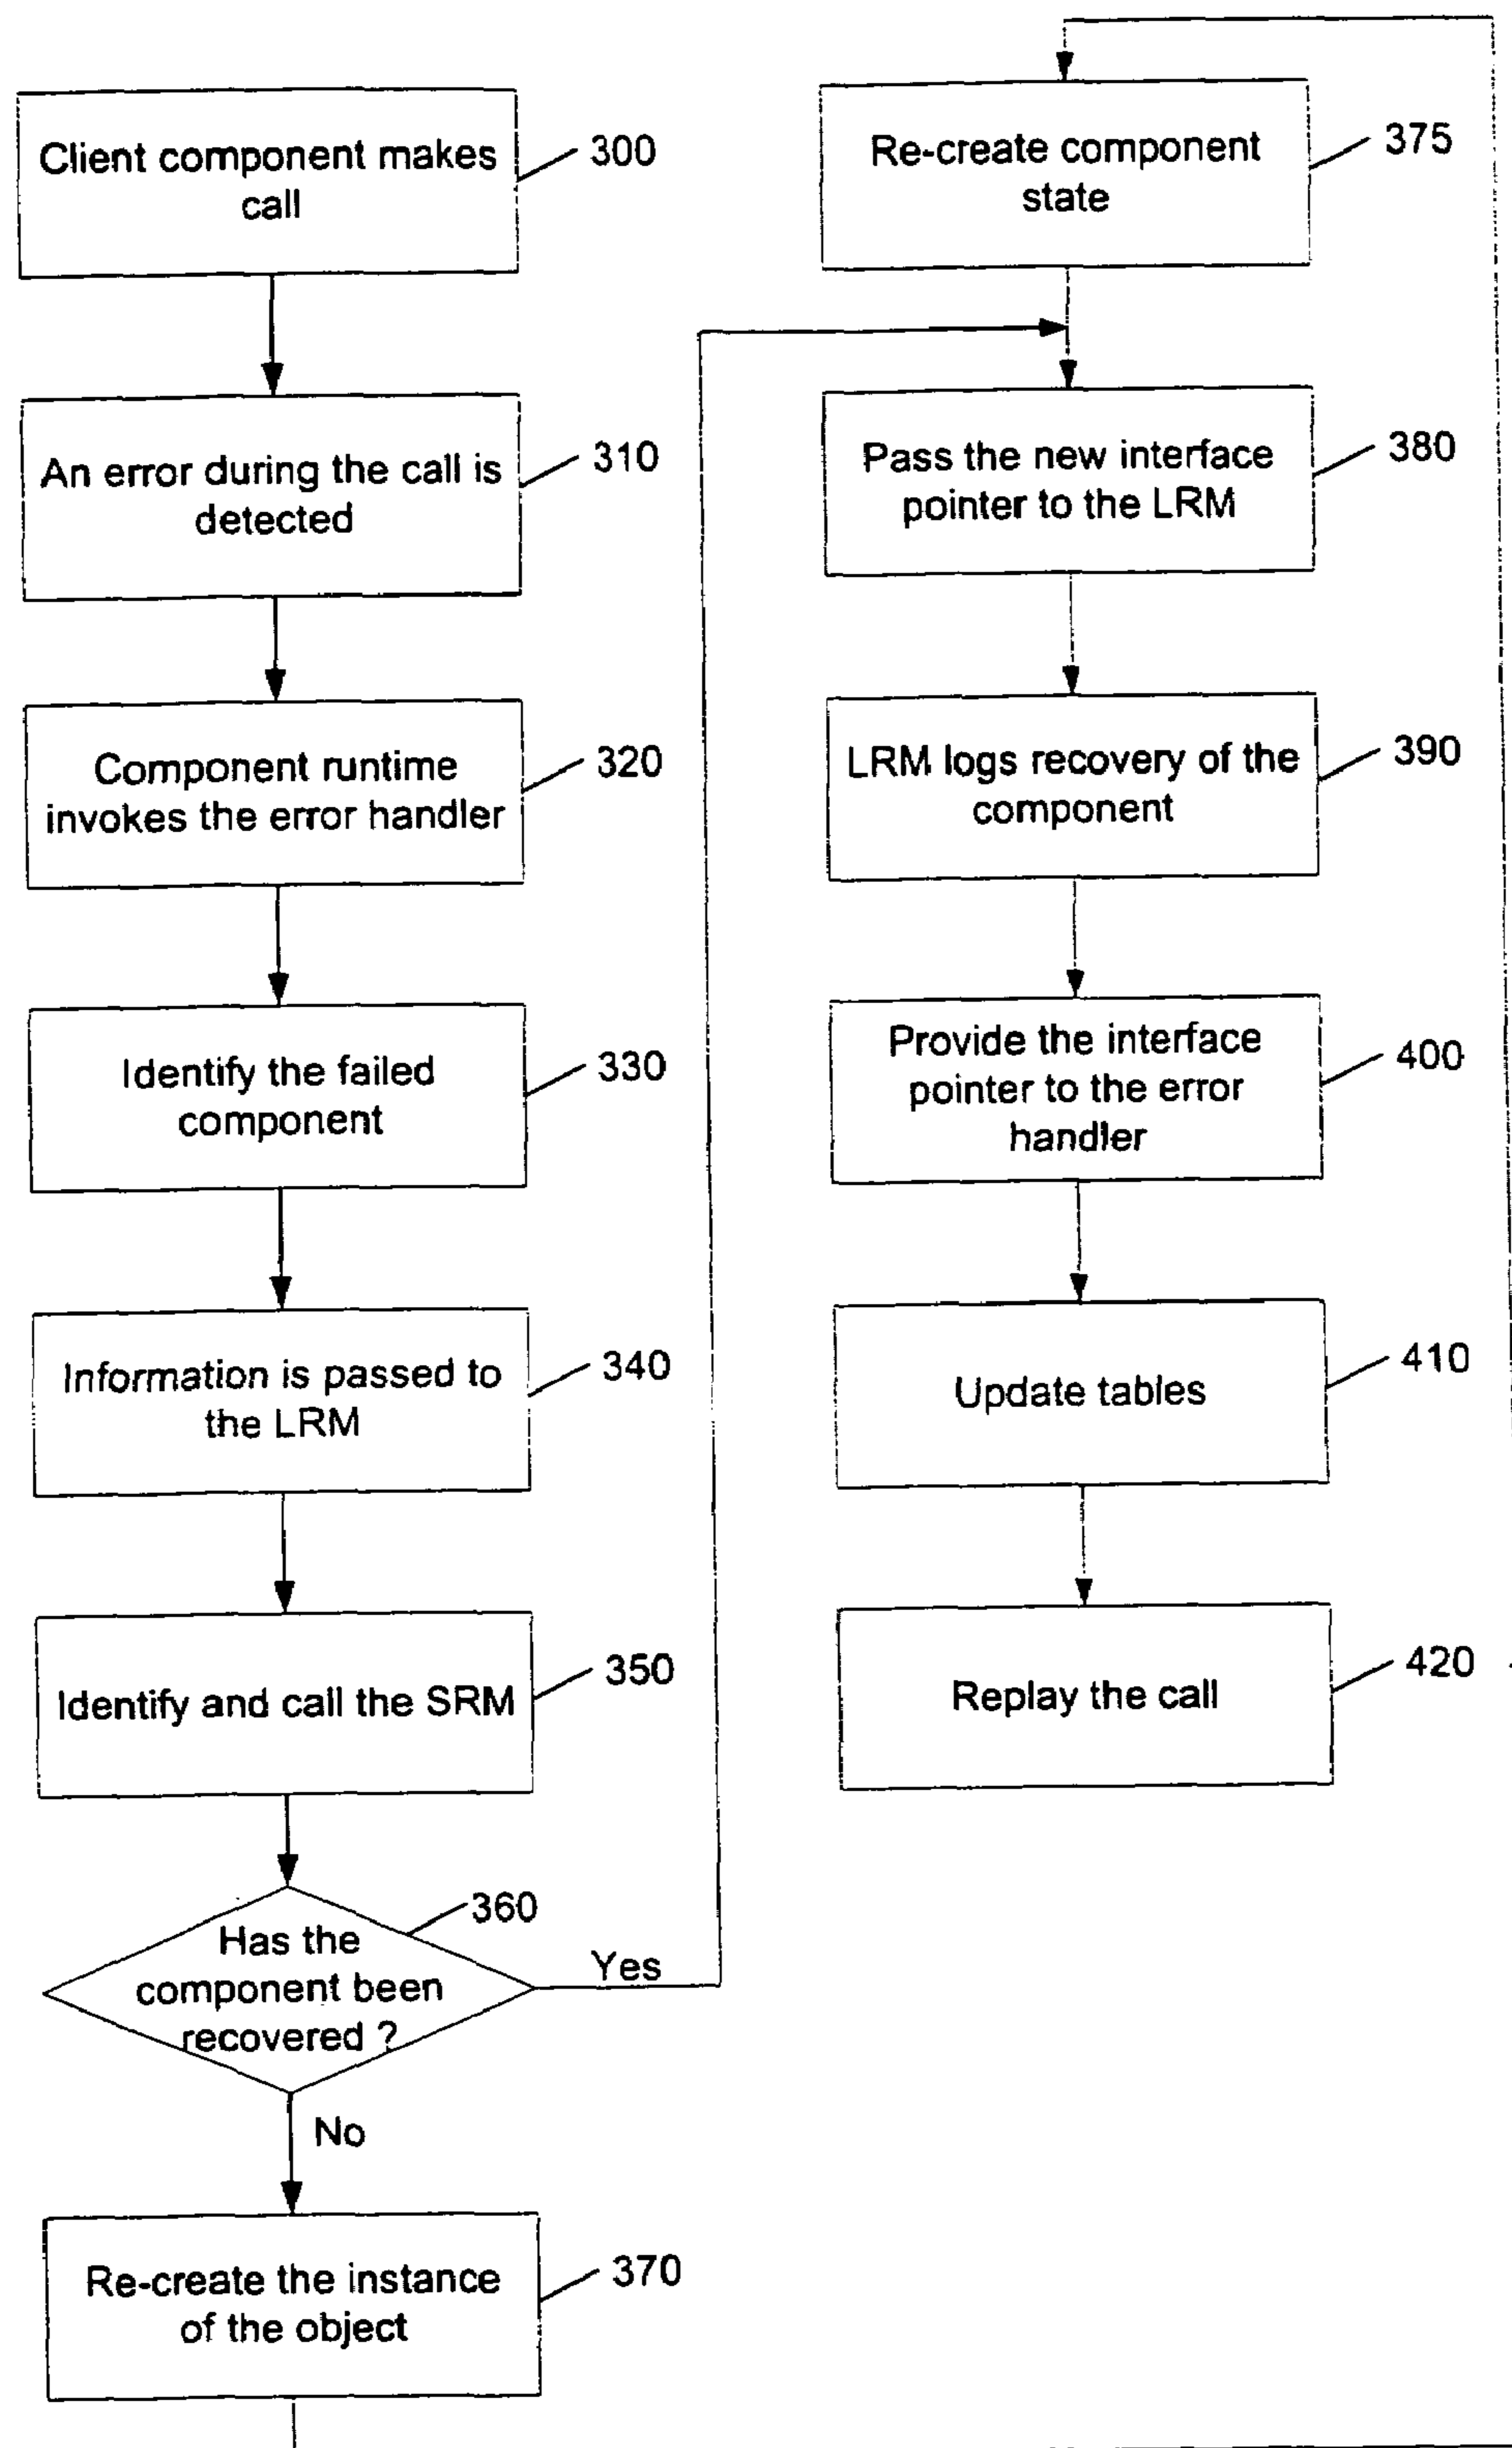 Client component makes
call
300
An error during the call is
detected
310
Component runtime
invokes the error handler
320
Identify the failed
component
330
Information is passed to
the LRM
340
Identify and call the SRM
350
Has the
component been
recovered ?
360
Yes
No
Re-create the instance
of the object
370
Re-create component
state
375
Pass the new interface
pointer to the LRM
380
LRM logs recovery of the
component
390
Provide the interface
pointer to the error
handler
400
Update tables
410
Replay the call
420